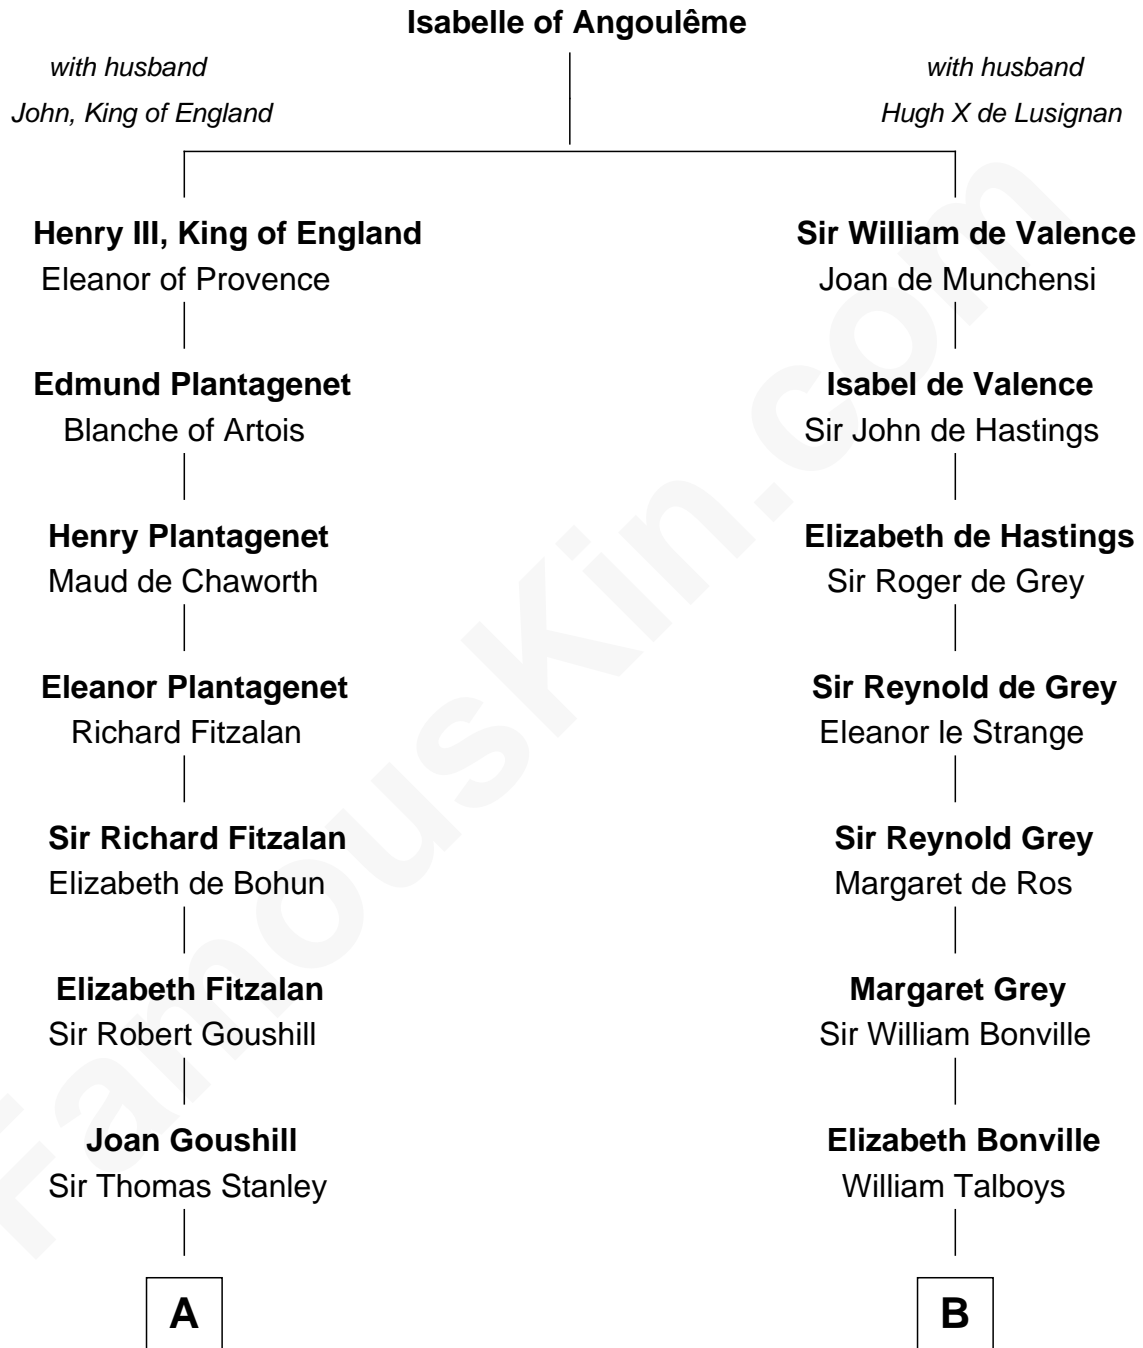 Isabelle of Angoulême
with husband
John, King of England
with husband
Hugh X de Lusignan
Henry III, King of England
Eleanor of Provence
Sir William de Valence
Joan de Munchensi
Edmund Plantagenet
Blanche of Artois
Isabel de Valence
Sir John de Hastings
Henry Plantagenet
Maud de Chaworth
Elizabeth de Hastings
Sir Roger de Grey
Eleanor Plantagenet
Richard Fitzalan
Sir Reynold de Grey
Eleanor le Strange
Sir Richard Fitzalan
Elizabeth de Bohun
Sir Reynold Grey
Margaret de Ros
Elizabeth Fitzalan
Sir Robert Goushill
Margaret Grey
Sir William Bonville
Joan Goushill
Sir Thomas Stanley
Elizabeth Bonville
William Talboys
A
B
FamousKin.com